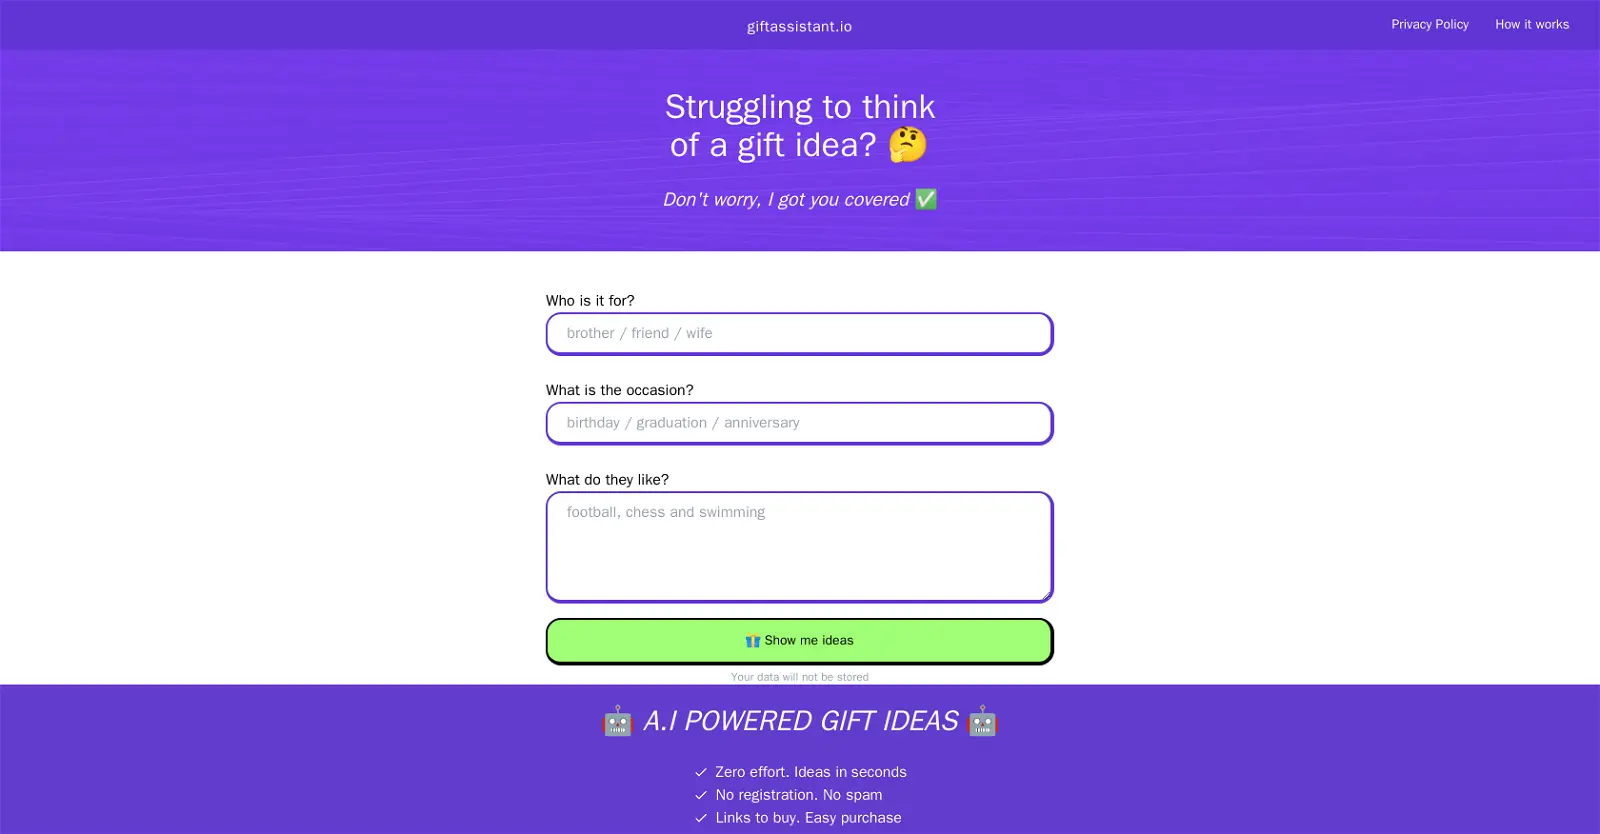 giftassistant.io
Privacy Policy
How it works
Struggling to think
of a gift idea? 🤔
Don't worry, I got you covered ✅
Who is it for?
brother / friend / wife
What is the occasion?
birthday / graduation / anniversary
What do they like?
football, chess and swimming
Show me ideas
Your data will not be stored
🤖 A.I POWERED GIFT IDEAS 🤖
Zero effort. Ideas in seconds
No registration. No spam
Links to buy. Easy purchase